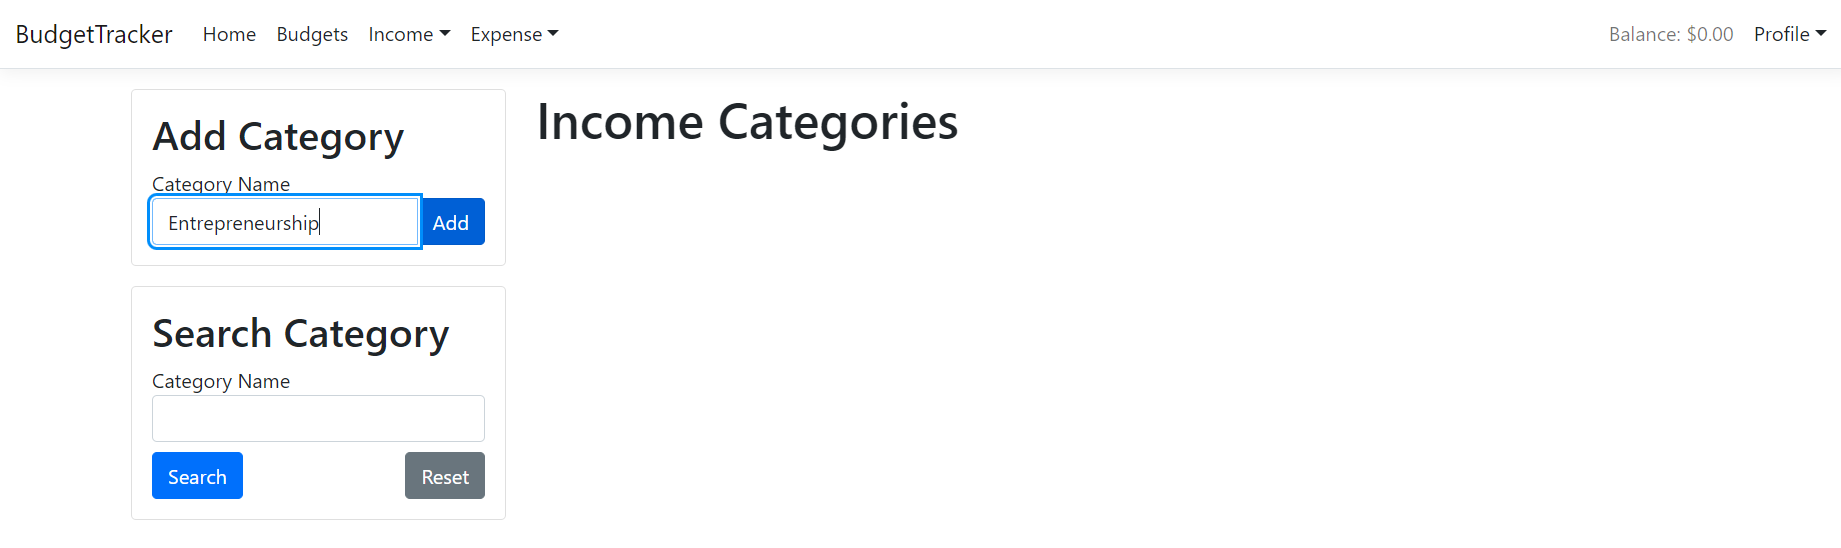 BudgetTracker Home Budgets Income Expense Balance: $0.00 Profile
Add Category
Category Name
Entrepreneurship Add
Search Category
Category Name
Search Reset
Income Categories